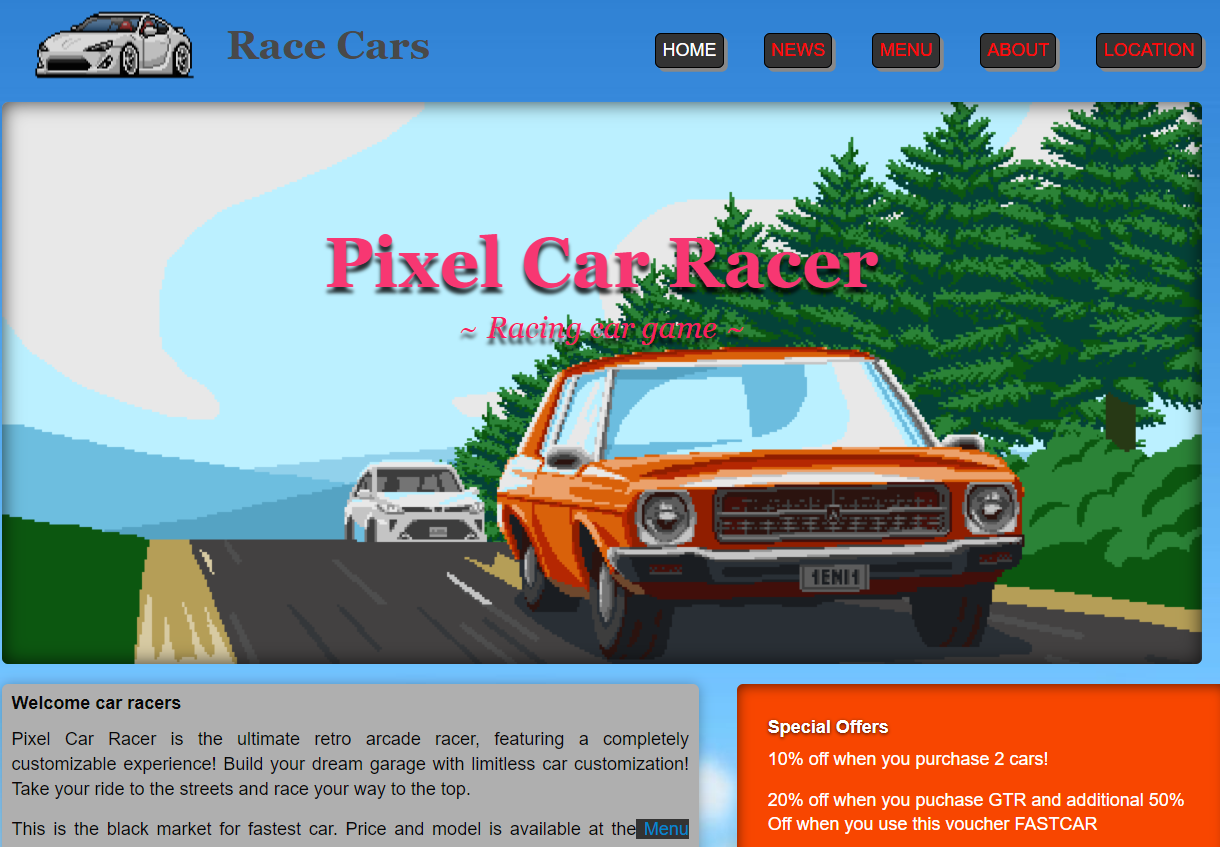 Race Cars
HOME NEWS MENU ABOUT LOCATION
Pixel Car Racer
~ Racing car game ~
1ENI1
Welcome car racers
Pixel Car Racer is the ultimate retro arcade racer, featuring a completely
customizable experience! Build your dream garage with limitless car customization!
Take your ride to the streets and race your way to the top.
This is the black market for fastest car. Price and model is available at the Menu
Special Offers
10% off when you purchase 2 cars!
20% off when you puchase GTR and additional 50%
Off when you use this voucher FASTCAR